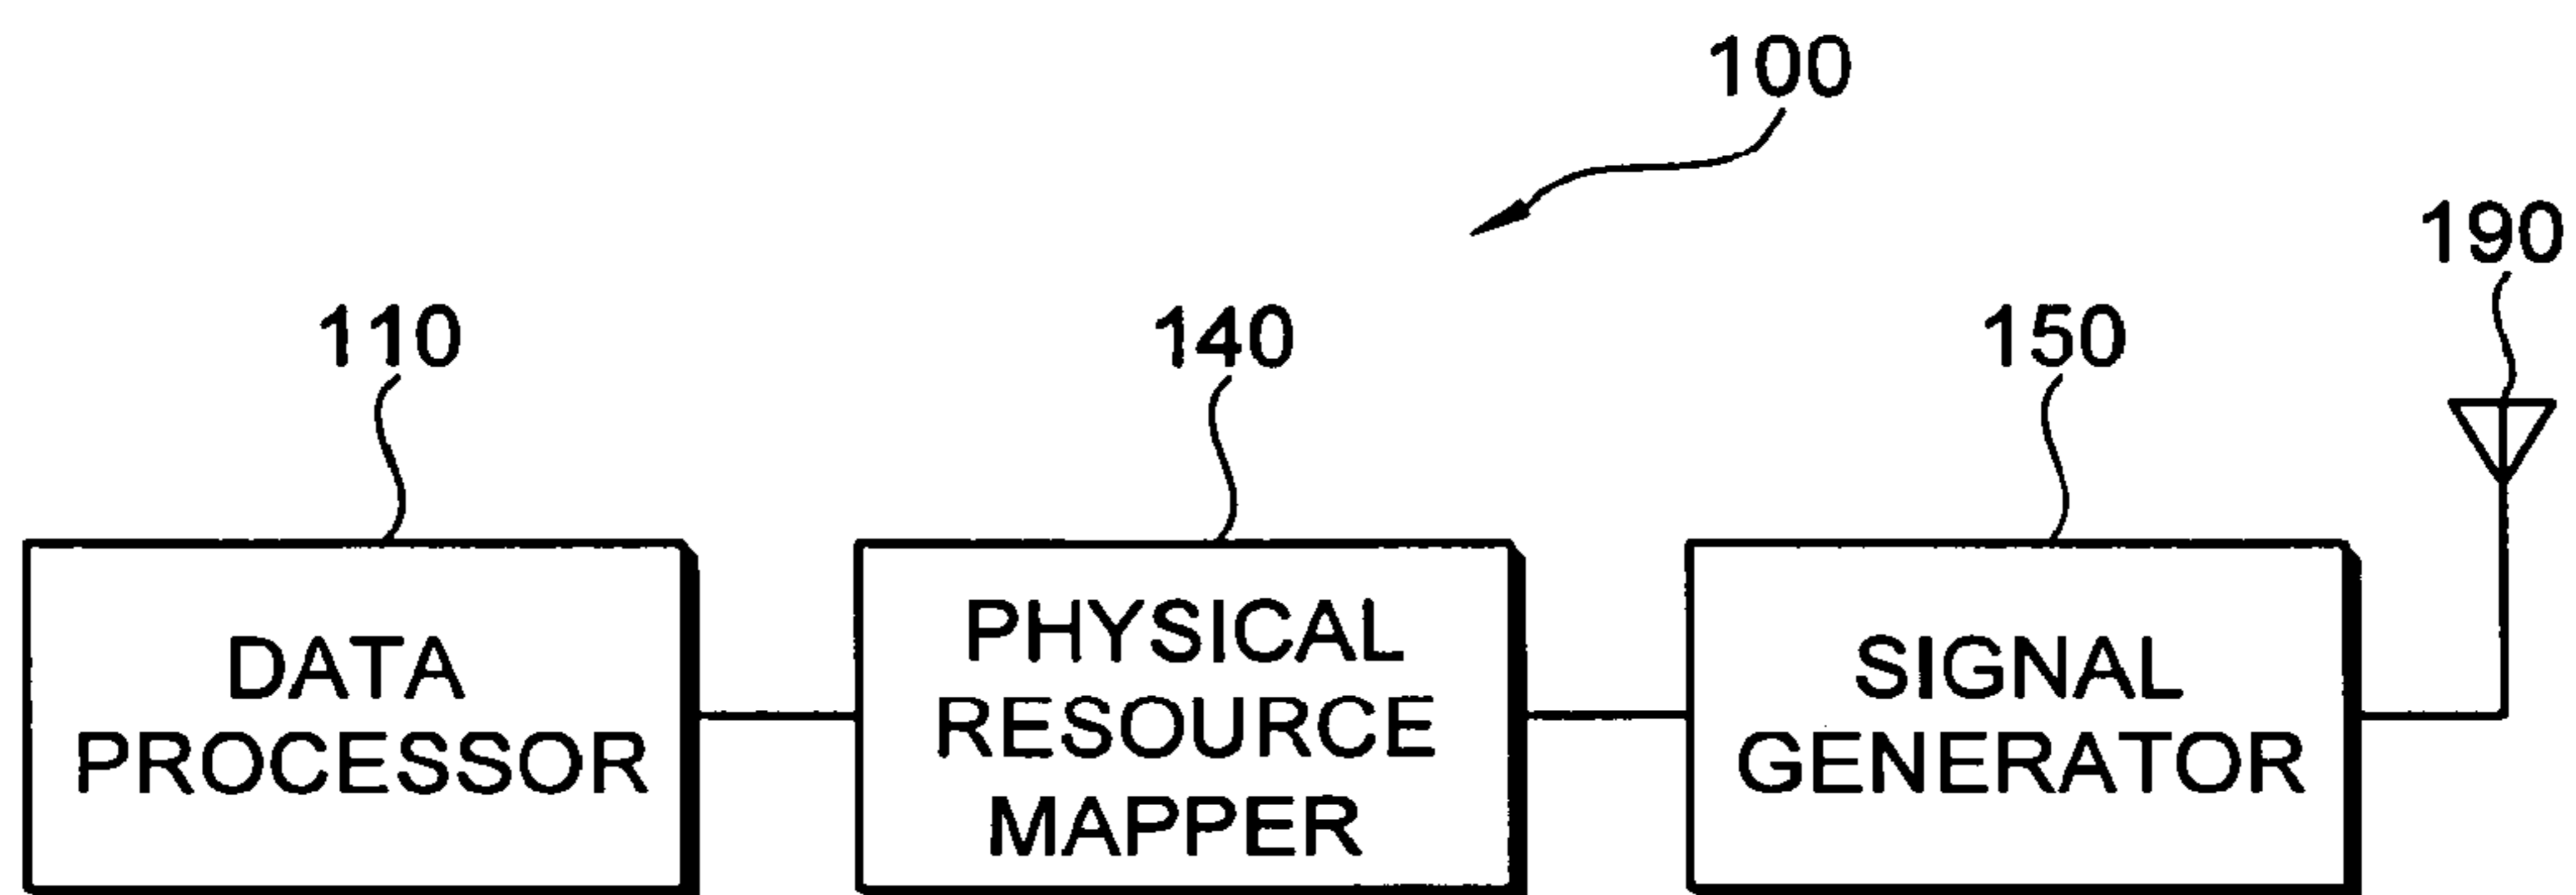 100
190
110
140
150
DATA
PROCESSOR
PHYSICAL
RESOURCE
MAPPER
SIGNAL
GENERATOR